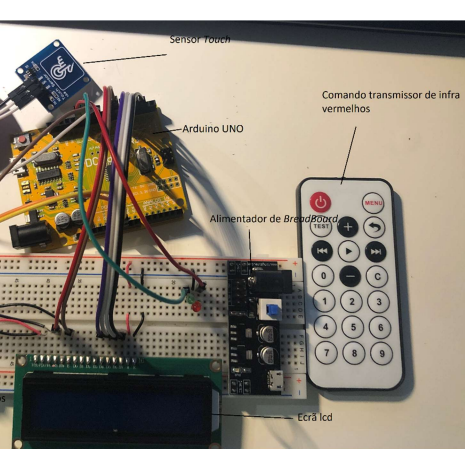 Sensor Touch
Comando transmissor de infra
vermelhos
Arduino UNO
Alimentador de BreadBoard
Ecrã lcd
os
MENU
TEST
+
0
-
C
1
2
3
4
5
6
7
8
9